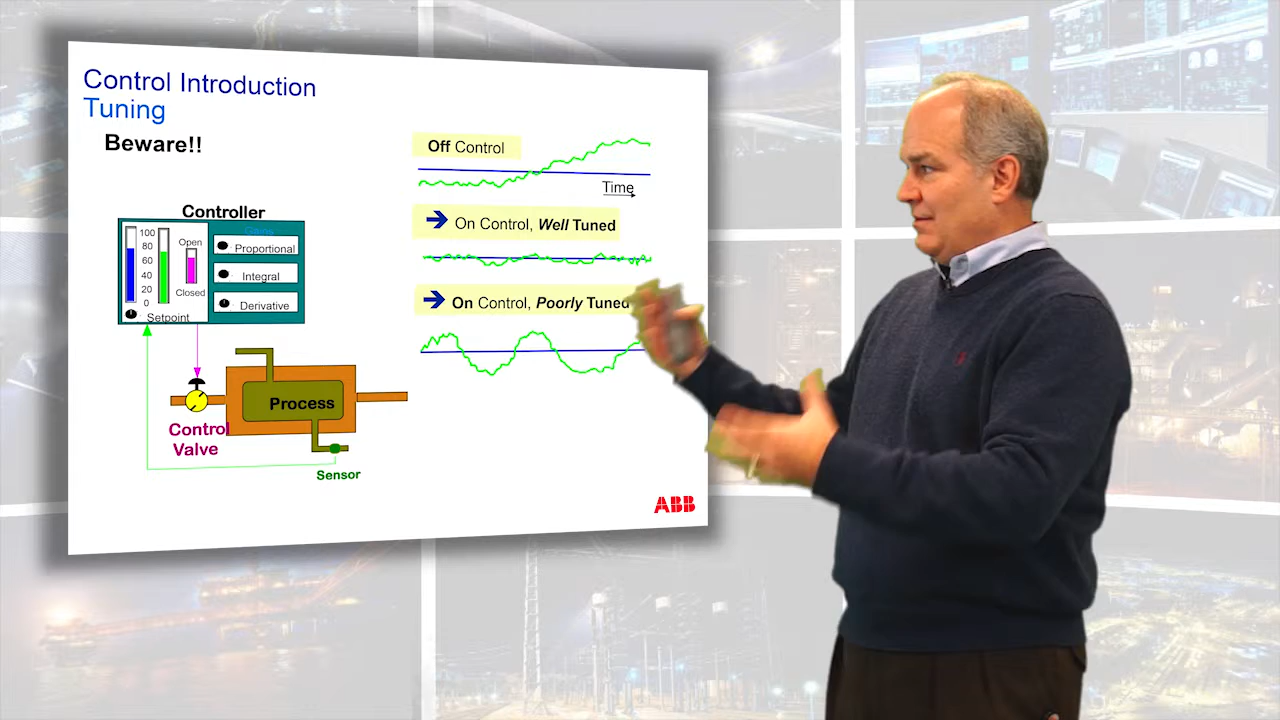 Control Introduction
Tuning
Beware!!
Controller
100
80
60
40
20
0
Setpoint
Open
Closed
Gains
Proportional
Integral
Derivative
Process
Control
Valve
Sensor
Off Control
Time
On Control, Well Tuned
On Control, Poorly Tuned
ABB